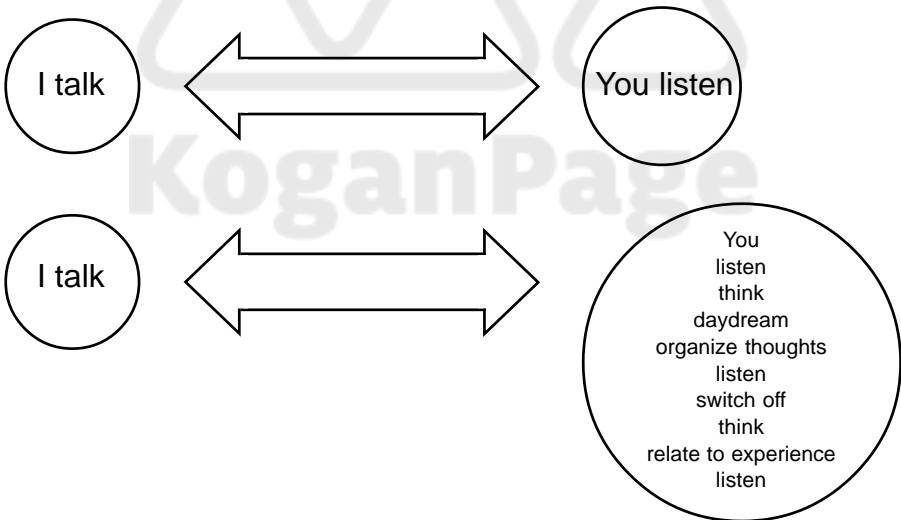 I talk
You listen
KoganPage
I talk
You
listen
think
daydream
organize thoughts
listen
switch off
think
relate to experience
listen